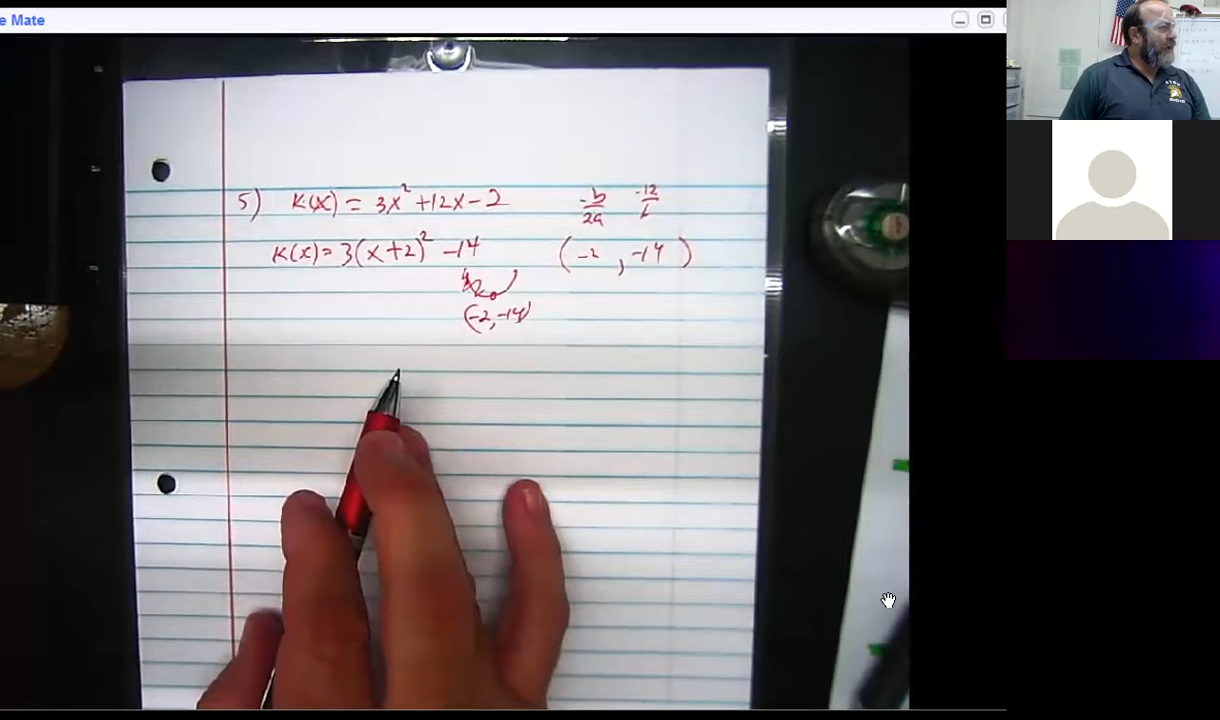 e Mate
5) K(x) = 3x² + 12x - 2 -b/2a -12/6
K(x) = 3(x+2)² - 14 (-2, -14)
(-2, -14)